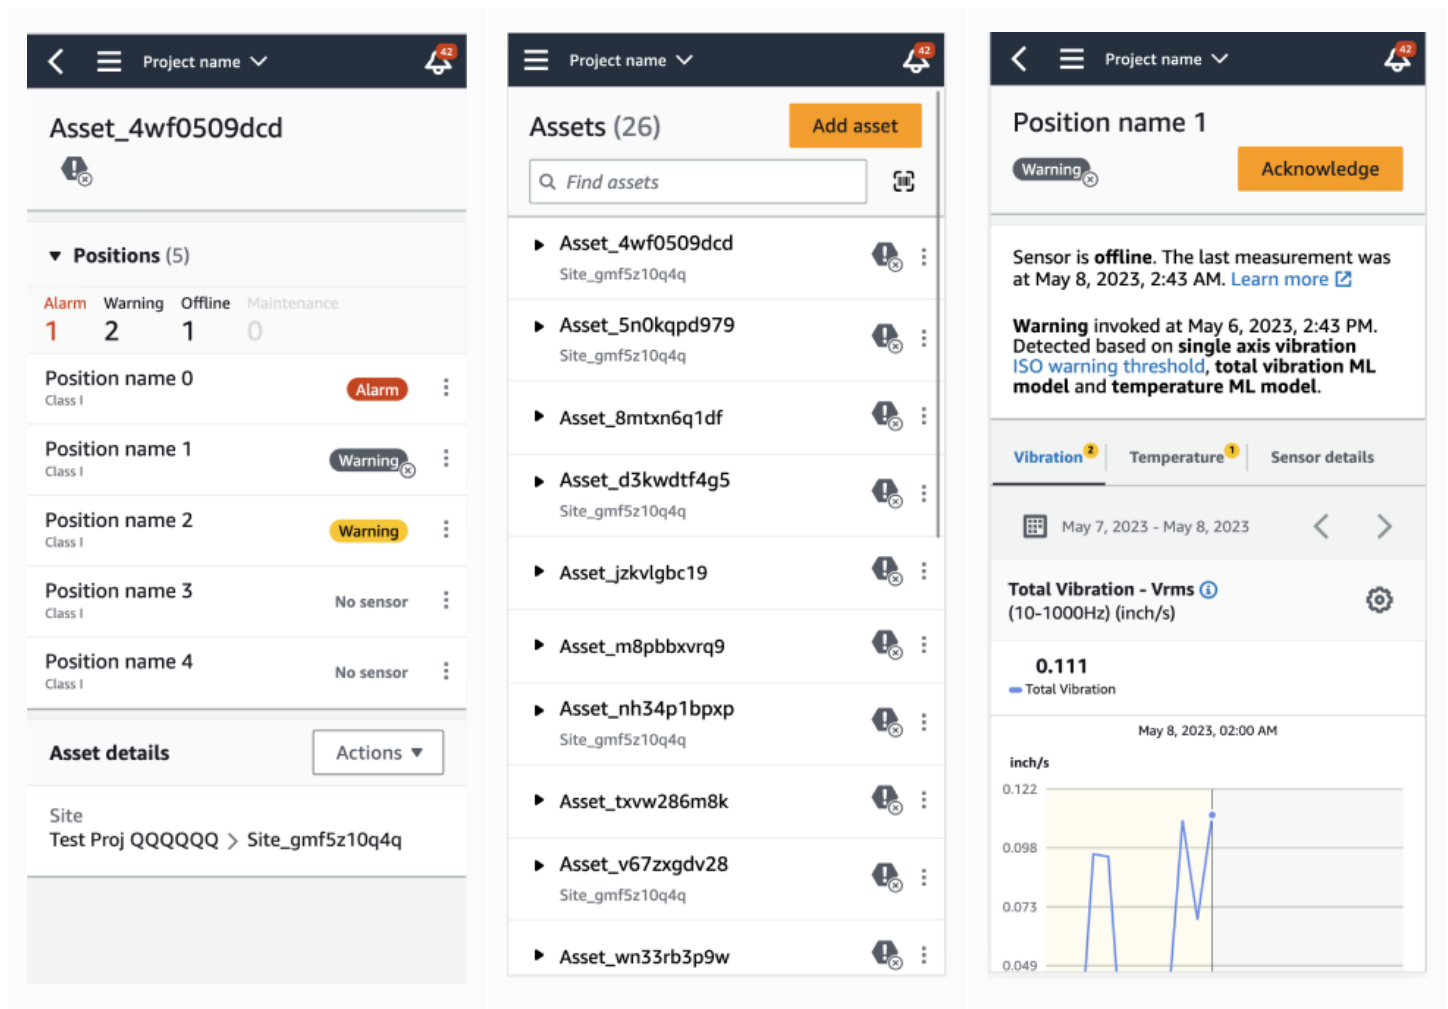 Project name
42
Asset_4wf0509dcd
Positions (5)
Alarm Warning Offline Maintenance
1 2 1 0
Position name 0
Class I
Alarm
Position name 1
Class I
Warning
Position name 2
Class I
Warning
Position name 3
Class I
No sensor
Position name 4
Class I
No sensor
Asset details
Actions
Site
Test Proj QQQQQQ > Site_gmf5z10q4q
Project name
42
Assets (26)
Add asset
Find assets
Asset_4wf0509dcd
Site_gmf5z10q4q
Asset_5n0kqpd979
Site_gmf5z10q4q
Asset_8mtxn6q1df
Asset_d3kwdtf4g5
Site_gmf5z10q4q
Asset_jzkvlgbc19
Asset_m8pbbxvrq9
Asset_nh34p1bpxp
Site_gmf5z10q4q
Asset_txvw286m8k
Asset_v67zxgdv28
Site_gmf5z10q4q
Asset_wn33rb3p9w
Project name
42
Position name 1
Warning
Acknowledge
Sensor is offline. The last measurement was
at May 8, 2023, 2:43 AM. Learn more
Warning invoked at May 6, 2023, 2:43 PM.
Detected based on single axis vibration
ISO warning threshold, total vibration ML
model and temperature ML model.
Vibration 2 Temperature 1 Sensor details
May 7, 2023 - May 8, 2023
Total Vibration - Vrms
(10-1000Hz) (inch/s)
0.111
Total Vibration
May 8, 2023, 02:00 AM
inch/s
0.122
0.098
0.073
0.049